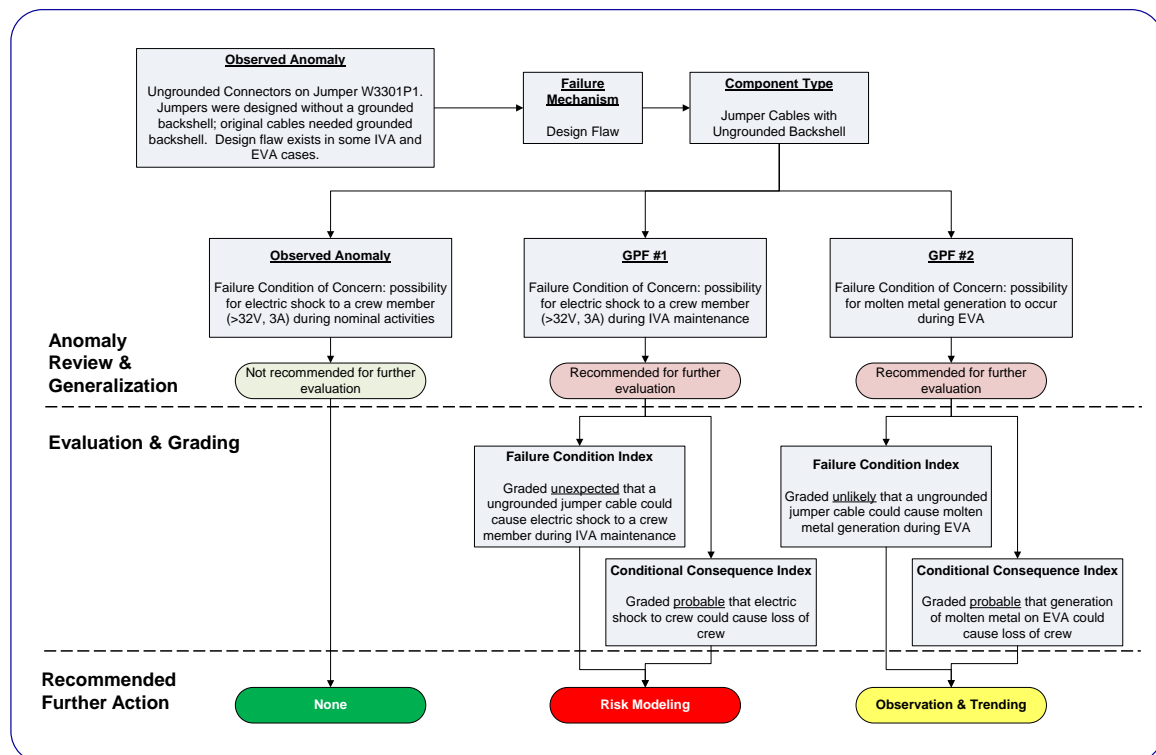 Observed Anomaly
Ungrounded Connectors on Jumper W3301P1.
Jumpers were designed without a grounded
backshell; original cables needed grounded
backshell.  Design flaw exists in some IVA and
EVA cases.
Failure
Mechanism
Design Flaw
Component Type
Jumper Cables with
Ungrounded Backshell
Observed Anomaly
Failure Condition of Concern: possibility
for electric shock to a crew member
(>32V, 3A) during nominal activities
GPF #1
Failure Condition of Concern: possibility
for electric shock to a crew member
(>32V, 3A) during IVA maintenance
GPF #2
Failure Condition of Concern: possibility
for molten metal generation to occur
during EVA
Anomaly
Review &
Generalization
Not recommended for further
evaluation
Recommended for further
evaluation
Recommended for further
evaluation
Evaluation & Grading
Failure Condition Index
Graded unexpected that a
ungrounded jumper cable could
cause electric shock to a crew
member during IVA maintenance
Conditional Consequence Index
Graded probable that electric
shock to crew could cause loss of
crew
Failure Condition Index
Graded unlikely that a ungrounded
jumper cable could cause molten
metal generation during EVA
Conditional Consequence Index
Graded probable that generation
of molten metal on EVA could
cause loss of crew
Recommended
Further Action
None
Risk Modeling
Observation & Trending